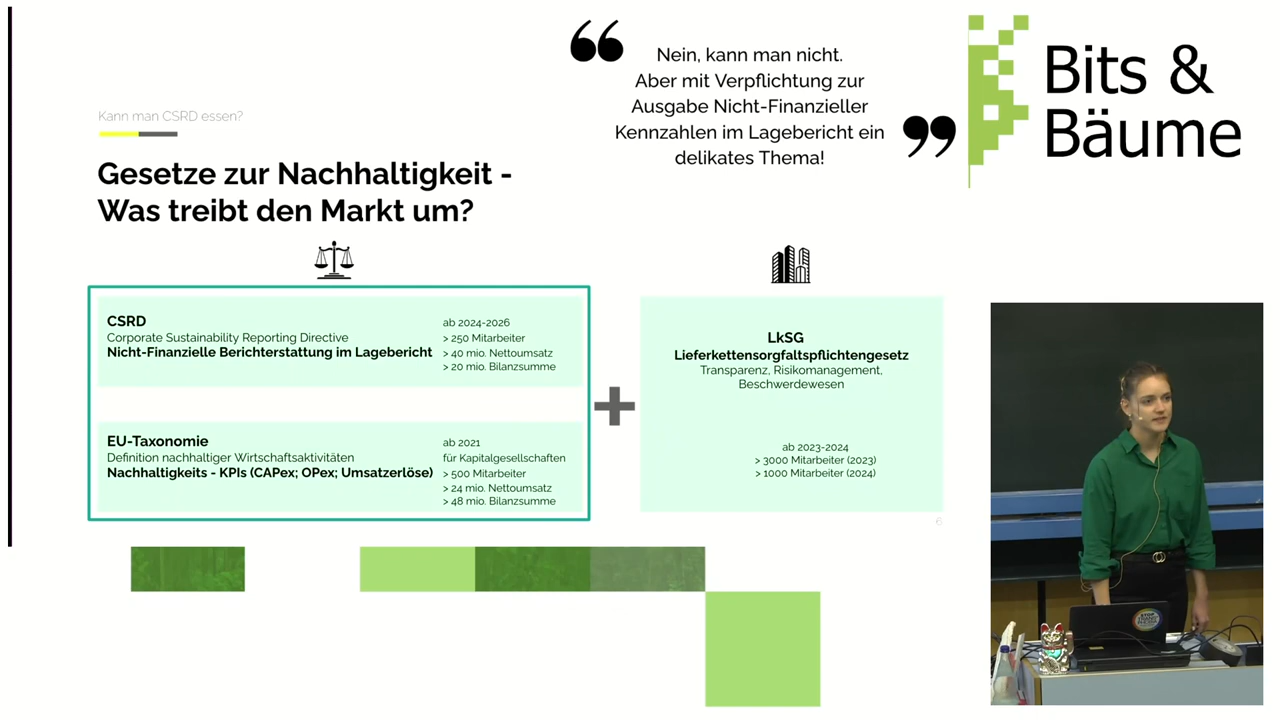 Kann man CSRD essen?
Gesetze zur Nachhaltigkeit -
Was treibt den Markt um?
“
Nein, kann man nicht.
Aber mit Verpflichtung zur
Ausgabe Nicht-Finanzieller
Kennzahlen im Lagebericht ein
delikates Thema!
”
Bits &
Bäume
CSRD
Corporate Sustainability Reporting Directive
Nicht-Finanzielle Berichterstattung im Lagebericht
ab 2024-2026
> 250 Mitarbeiter
> 40 mio. Nettoumsatz
> 20 mio. Bilanzsumme
EU-Taxonomie
Definition nachhaltiger Wirtschaftsaktivitäten
Nachhaltigkeits - KPIs (CAPex; OPex; Umsatzerlöse)
ab 2021
für Kapitalgesellschaften
> 500 Mitarbeiter
> 24 mio. Nettoumsatz
> 48 mio. Bilanzsumme
+
LkSG
Lieferkettensorgfaltspflichtengesetz
Transparenz, Risikomanagement,
Beschwerdewesen
ab 2023-2024
> 3000 Mitarbeiter (2023)
> 1000 Mitarbeiter (2024)
6